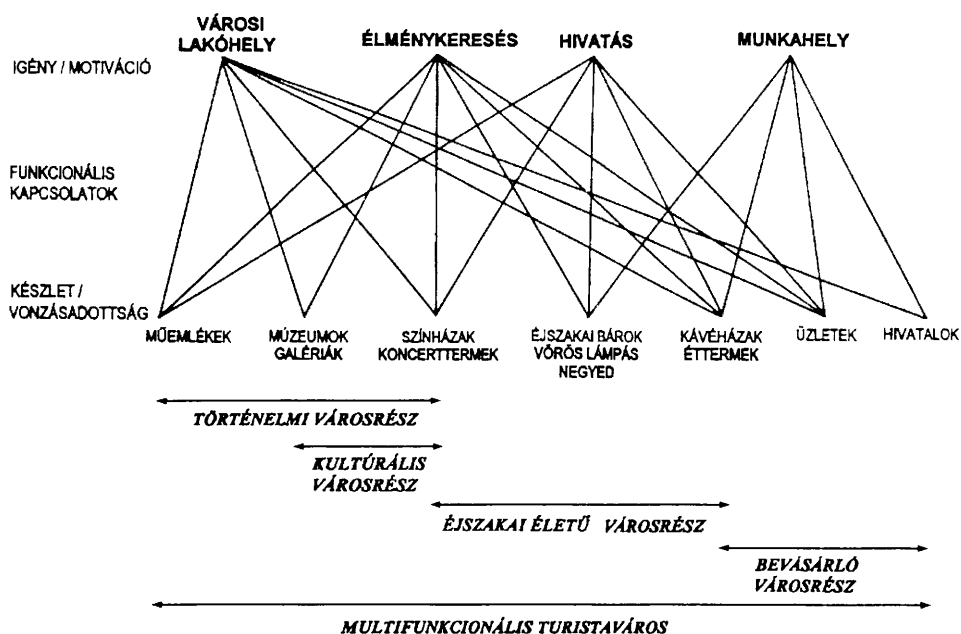 VÁROSI
LAKÓHELY
ÉLMÉNYKERESÉS
HIVATÁS
MUNKAHELY
IGÉNY / MOTIVÁCIÓ
FUNKCIONÁLIS
KAPCSOLATOK
KÉSZLET /
VONZÁSADOTTSÁG
MŰEMLÉKEK
MÚZEUMOK
GALÉRIÁK
SZÍNHÁZAK
KONCERTTERMEK
ÉJSZAKAI BÁROK
VÖRÖS LÁMPÁS
NEGYED
KÁVÉHÁZAK
ÉTTERMEK
ÜZLETEK
HIVATALOK
TÖRTÉNELMI VÁROSRÉSZ
KULTÚRÁLIS
VÁROSRÉSZ
ÉJSZAKAI ÉLETŰ VÁROSRÉSZ
BEVÁSÁRLÓ
VÁROSRÉSZ
MULTIFUNKCIONÁLIS TURISTAVÁROS